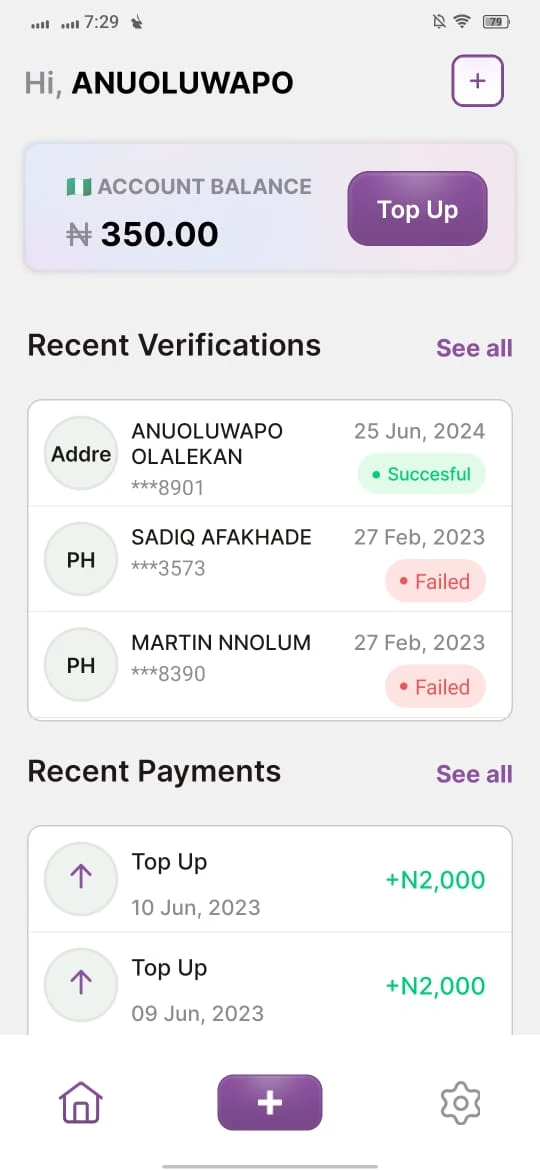 7:29
79
Hi, ANUOLUWAPO
+
🇳🇬 ACCOUNT BALANCE
₦ 350.00
Top Up
Recent Verifications
See all
Addre
ANUOLUWAPO
OLALEKAN
***8901
25 Jun, 2024
• Succesful
PH
SADIQ AFAKHADE
***3573
27 Feb, 2023
• Failed
PH
MARTIN NNOLUM
***8390
27 Feb, 2023
• Failed
Recent Payments
See all
Top Up
10 Jun, 2023
+N2,000
Top Up
09 Jun, 2023
+N2,000
+